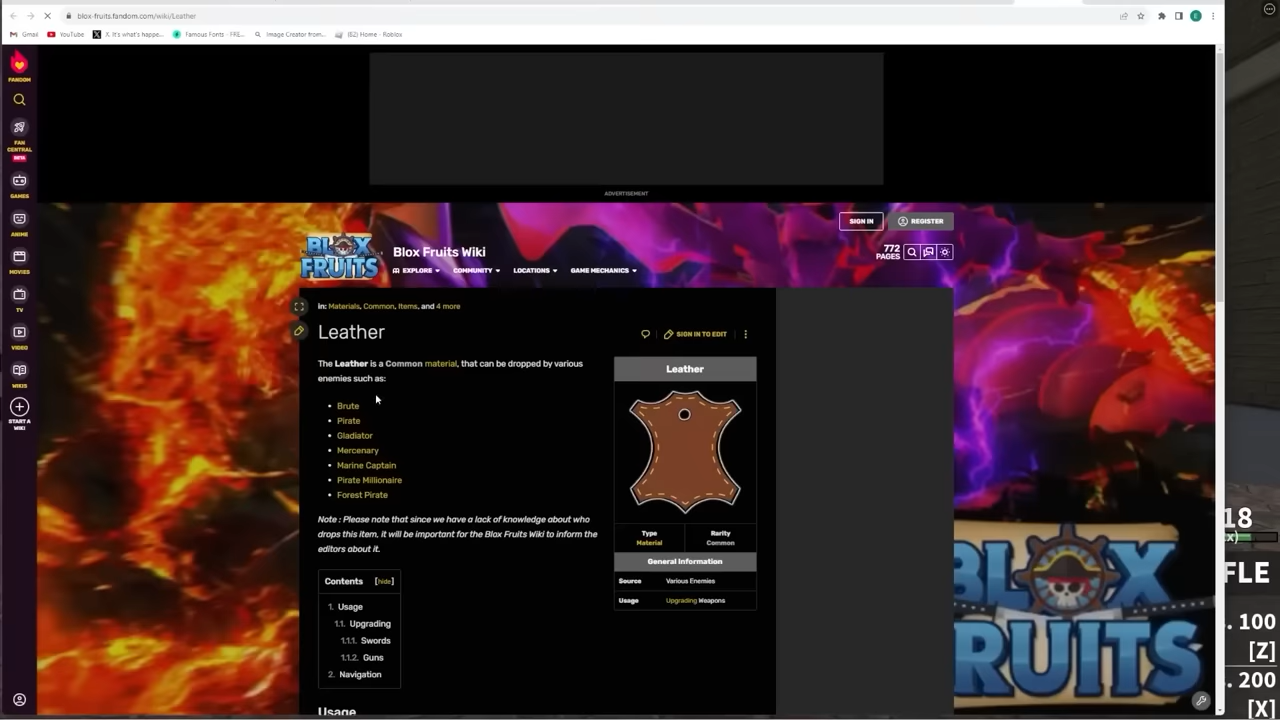 blox-fruits.fandom.com/wiki/Leather
Gmail
YouTube
X. It's what's happe...
Famous Fonts - FRE...
Image Creator from...
(82) Home - Roblox
FANDOM
FAN
CENTRAL
BETA
GAMES
ANIME
MOVIES
TV
VIDEO
WIKIS
START A
WIKI
ADVERTISEMENT
SIGN IN
REGISTER
BLOX
FRUITS
Blox Fruits Wiki
772
PAGES
EXPLORE
COMMUNITY
LOCATIONS
GAME MECHANICS
in: Materials, Common, Items, and 4 more
Leather
SIGN IN TO EDIT
The Leather is a Common material, that can be dropped by various
enemies such as:
• Brute
• Pirate
• Gladiator
• Mercenary
• Marine Captain
• Pirate Millionaire
• Forest Pirate
Note : Please note that since we have a lack of knowledge about who
drops this item, it will be important for the Blox Fruits Wiki to inform the
editors about it.
Contents [hide]
1. Usage
1.1. Upgrading
1.1.1. Swords
1.1.2. Guns
2. Navigation
Usage
Leather
Type
Material
Rarity
Common
General Information
Source Various Enemies
Usage Upgrading Weapons
BLOX
FRUITS
18
x)
FLE
. 100
[Z]
. 200
[X]